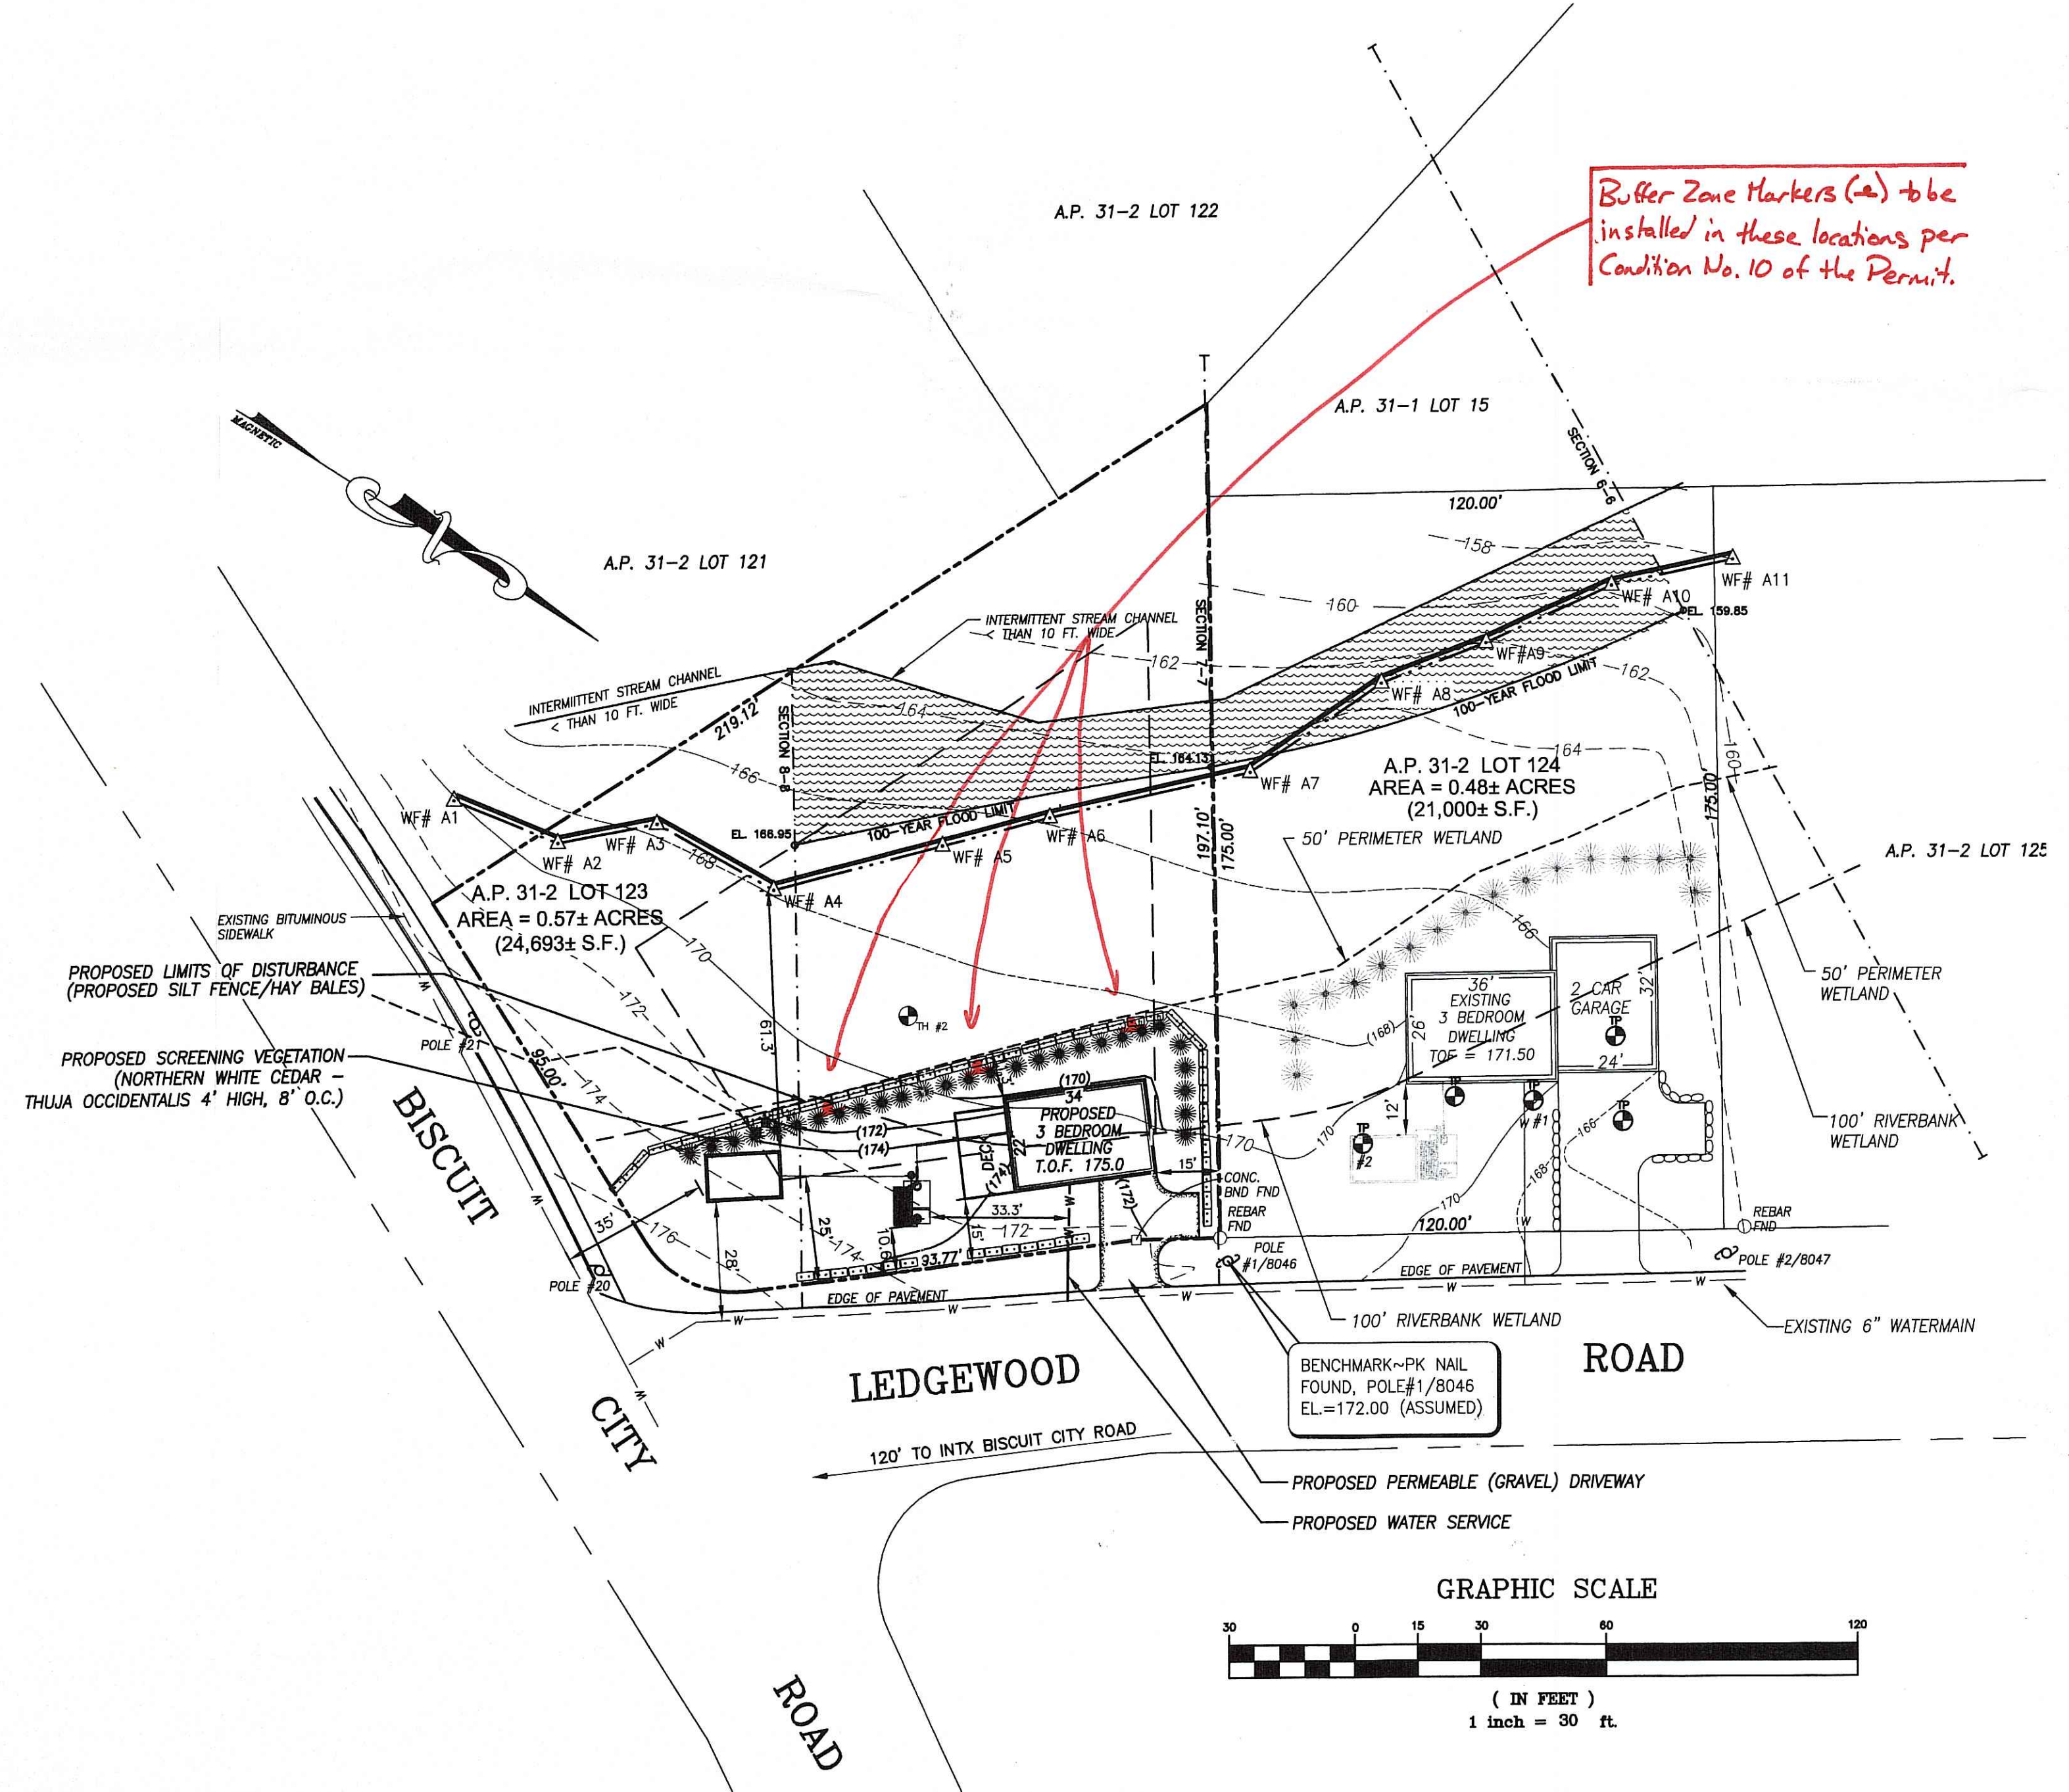 Buffer Zone Markers (

) to be
installed in these locations per
Condition No. 10 of the Permit.
A.P. 31-2 LOT 122
A.P. 31-1 LOT 15
MAGNETIC
A.P. 31-2 LOT 121
SECTION 6-6
120.00'
158
160
WF# A11
WF# A10
EL. 159.85
INTERMITTENT STREAM CHANNEL
< THAN 10 FT. WIDE
SECTION 7-7
162
WF#A9
162
INTERMIITTENT STREAM CHANNEL
< THAN 10 FT. WIDE
219.12'
SECTION 8-8
164
WF# A8
100-YEAR FLOOD LIMIT
166
EL. 164.13
WF# A7
164
160
175.00'
A.P. 31-2 LOT 124
AREA = 0.48± ACRES
(21,000± S.F.)
WF# A1
WF# A2
WF# A3
168
EL. 166.95
100-YEAR FLOOD LIMIT
WF# A6
WF# A5
WF# A4
197.10'
175.00'
50' PERIMETER WETLAND
A.P. 31-2 LOT 125
A.P. 31-2 LOT 123
AREA = 0.57± ACRES
(24,693± S.F.)
EXISTING BITUMINOUS
SIDEWALK
170
166
PROPOSED LIMITS OF DISTURBANCE
(PROPOSED SILT FENCE/HAY BALES)
172
61.3'
TH #2
50' PERIMETER
WETLAND
36'
EXISTING
3 BEDROOM
DWELLING
TOF = 171.50
26'
2 CAR
GARAGE
32'
24'
TP
(168)
POLE #21
95.00'
PROPOSED SCREENING VEGETATION
(NORTHERN WHITE CEDAR –
THUJA OCCIDENTALIS 4' HIGH, 8' O.C.)
174
(170)
34
PROPOSED
3 BEDROOM
DWELLING
T.O.F. 175.0
22
DECK
(172)
(174)
(174)
170
170
12'
TP
TP
#1
TP
TP
#2
166
168
170
100' RIVERBANK
WETLAND
15'
CONC.
BND FND
REBAR
FND
(172)
33.3'
15'
172
35'
176
28'
25'
174
10.6
93.77'
120.00'
REBAR
FND
POLE
#1/8046
POLE #2/8047
POLE #20
EDGE OF PAVEMENT
EDGE OF PAVEMENT
W
W
W
W
W
W
W
W
W
W
W
W
100' RIVERBANK WETLAND
EXISTING 6" WATERMAIN
BENCHMARK~PK NAIL
FOUND, POLE#1/8046
EL.=172.00 (ASSUMED)
BISCUIT
CITY
ROAD
LEDGEWOOD
ROAD
120' TO INTX BISCUIT CITY ROAD
PROPOSED PERMEABLE (GRAVEL) DRIVEWAY
PROPOSED WATER SERVICE
GRAPHIC SCALE
30 0 15 30 60 120
( IN FEET )
1 inch = 30 ft.